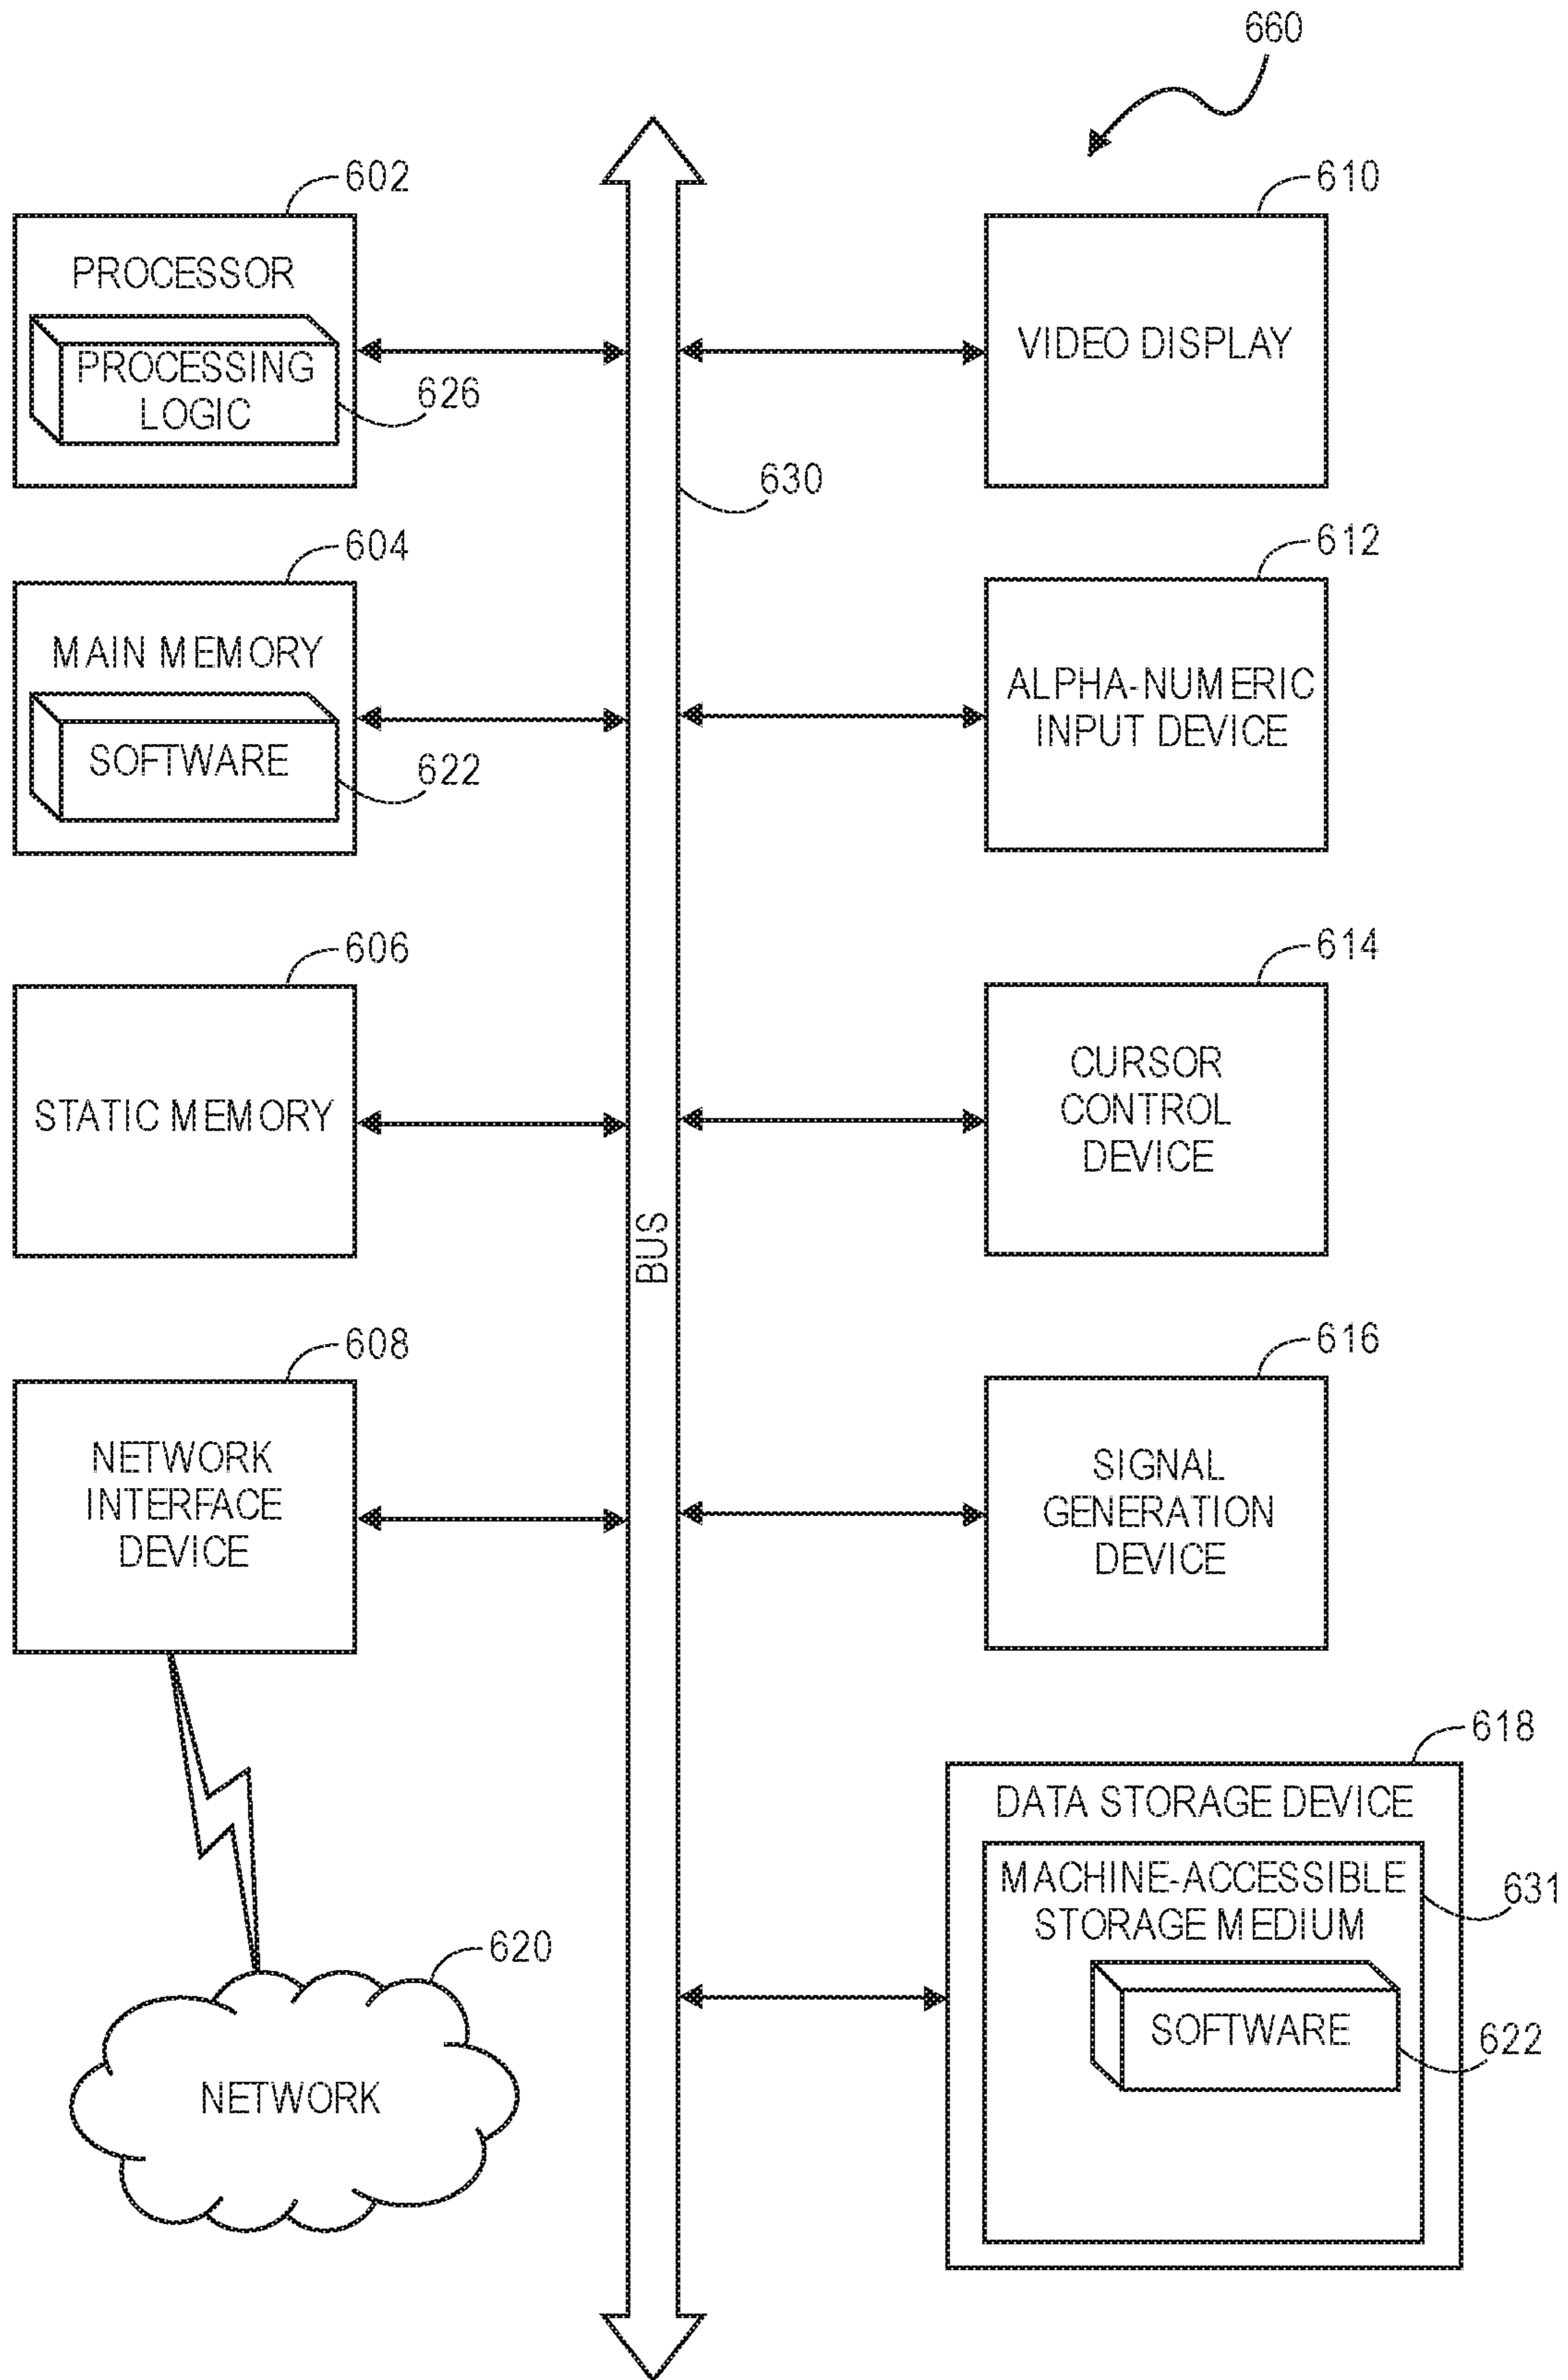 660
602
PROCESSOR
PROCESSING
LOGIC
626
604
MAIN MEMORY
SOFTWARE
622
606
STATIC MEMORY
608
NETWORK
INTERFACE
DEVICE
620
NETWORK
630
BUS
610
VIDEO DISPLAY
612
ALPHA-NUMERIC
INPUT DEVICE
614
CURSOR
CONTROL
DEVICE
616
SIGNAL
GENERATION
DEVICE
618
DATA STORAGE DEVICE
MACHINE-ACCESSIBLE
STORAGE MEDIUM
631
SOFTWARE
622